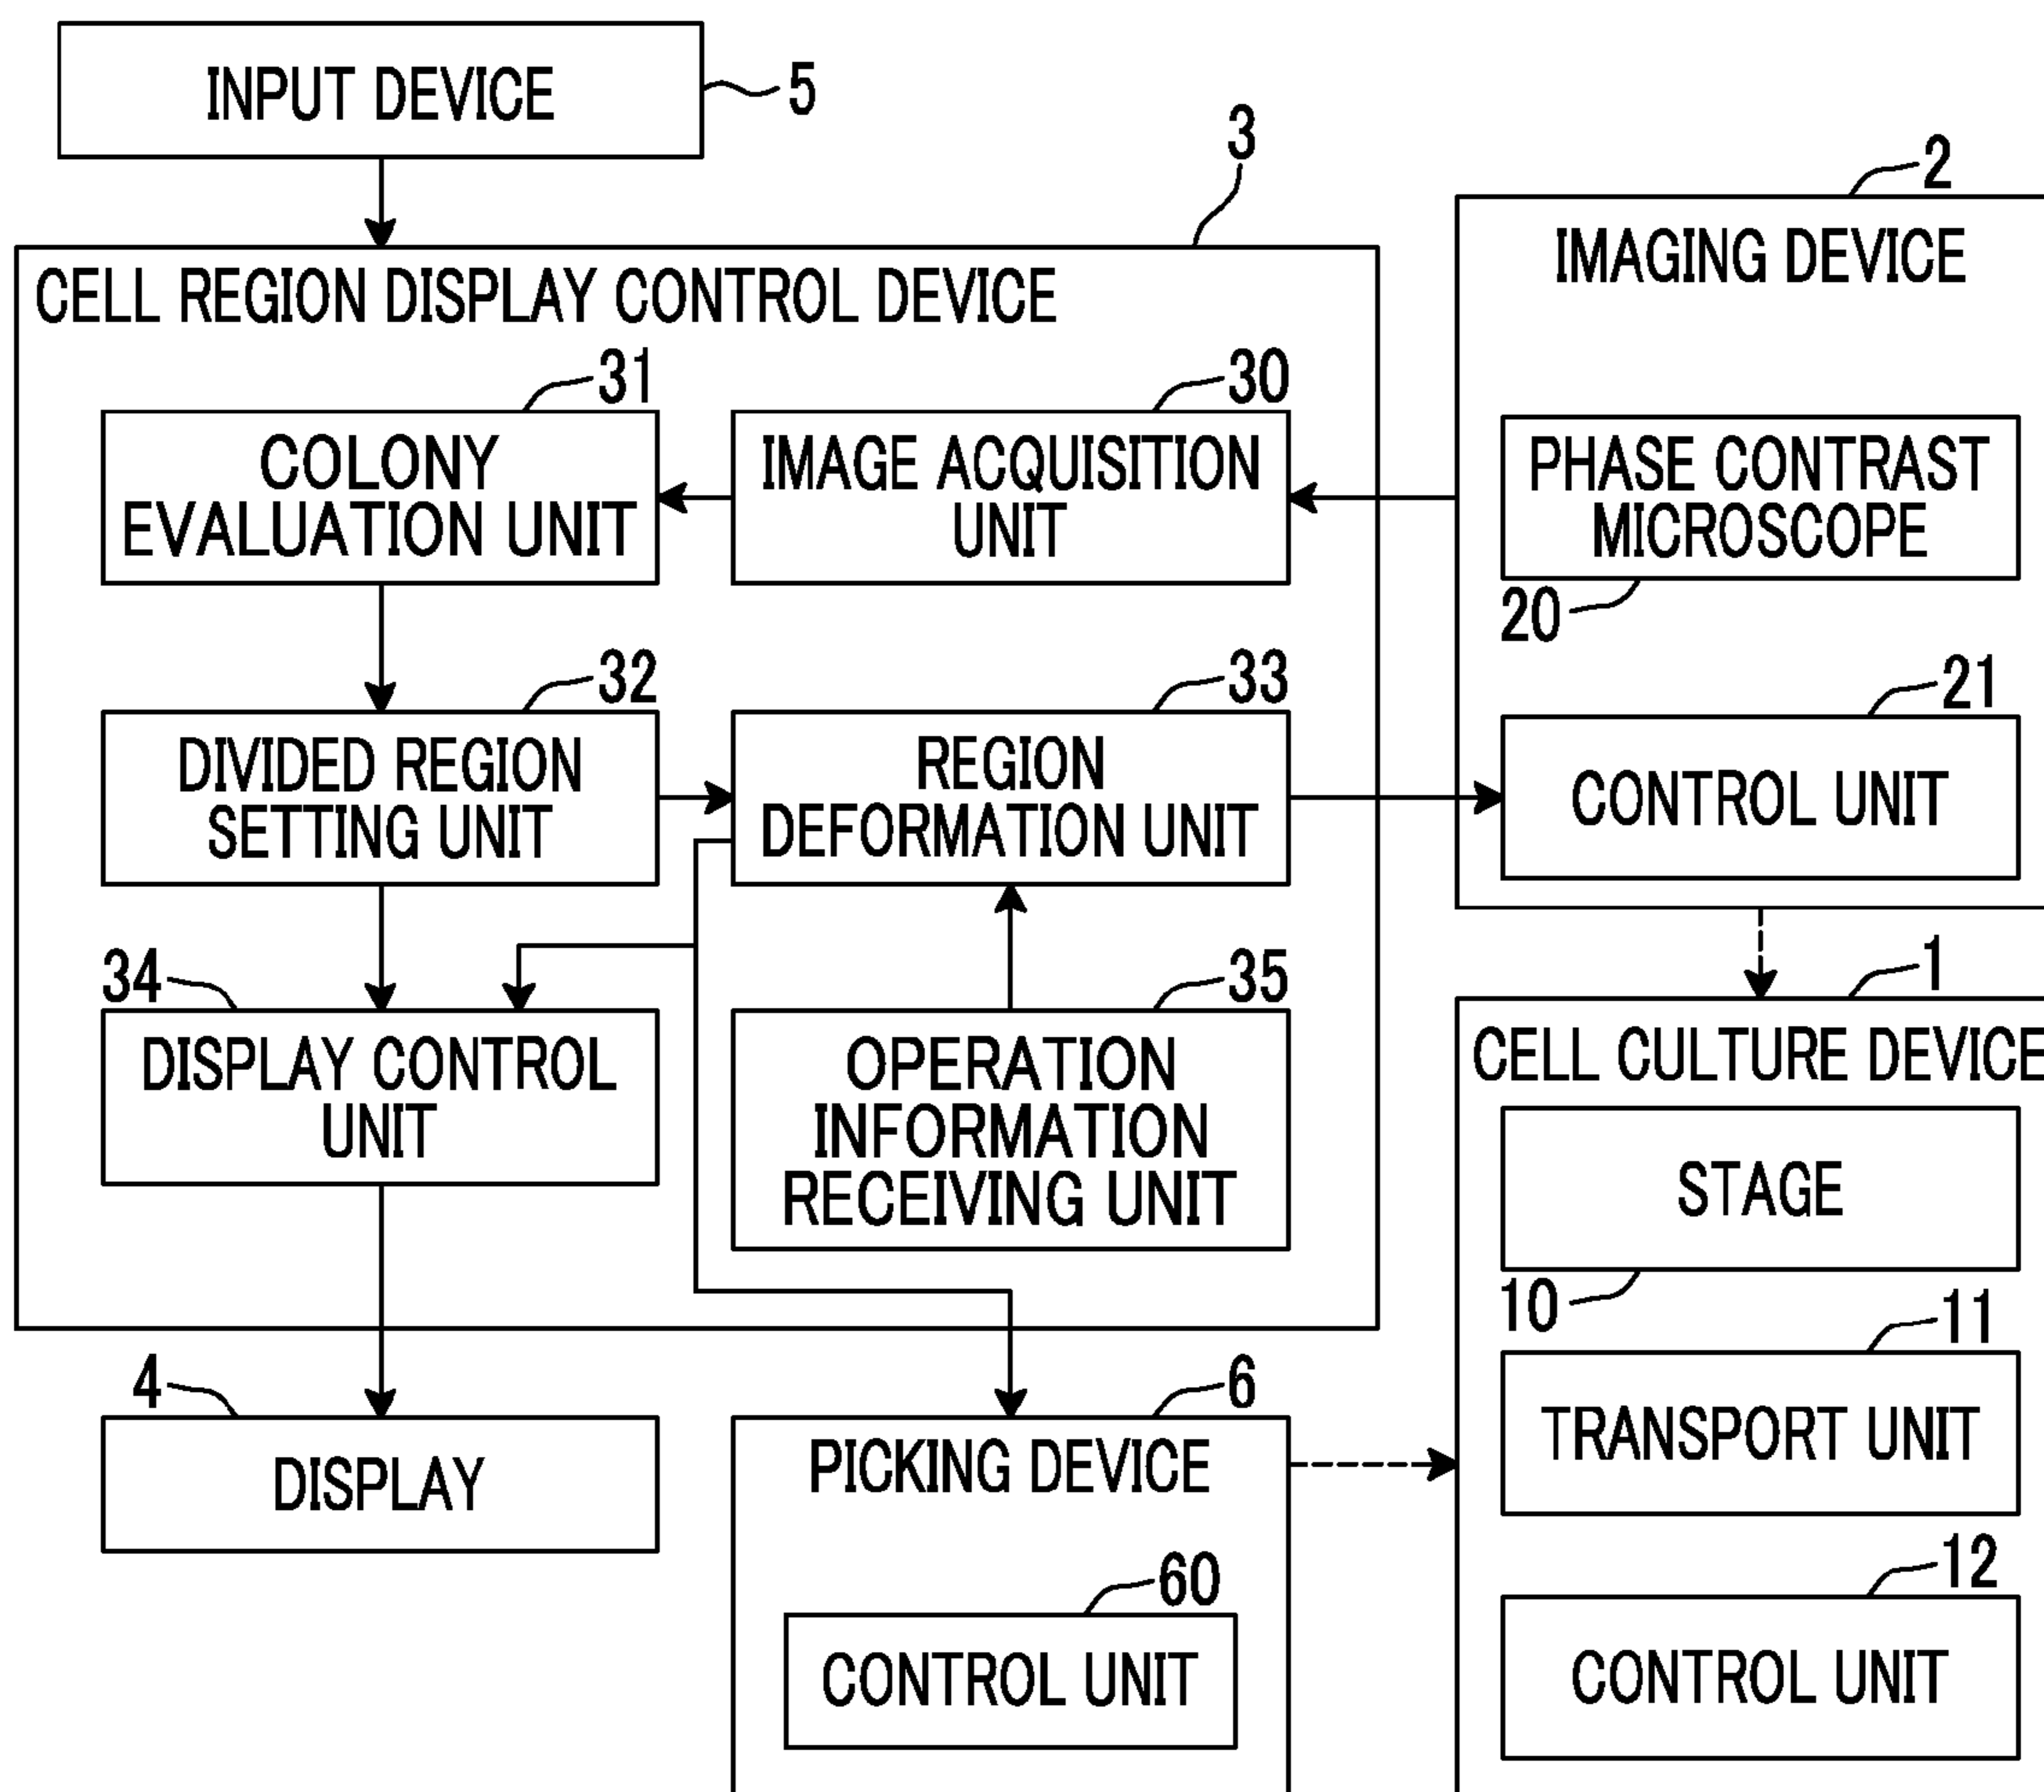 INPUT DEVICE
5
3
2
CELL REGION DISPLAY CONTROL DEVICE
IMAGING DEVICE
31
30
COLONY
EVALUATION UNIT
IMAGE ACQUISITION
UNIT
PHASE CONTRAST
MICROSCOPE
20
32
33
21
DIVIDED REGION
SETTING UNIT
REGION
DEFORMATION UNIT
CONTROL UNIT
34
35
1
DISPLAY CONTROL
UNIT
OPERATION
INFORMATION
RECEIVING UNIT
CELL CULTURE DEVICE
STAGE
10
11
4
6
DISPLAY
PICKING DEVICE
TRANSPORT UNIT
60
12
CONTROL UNIT
CONTROL UNIT